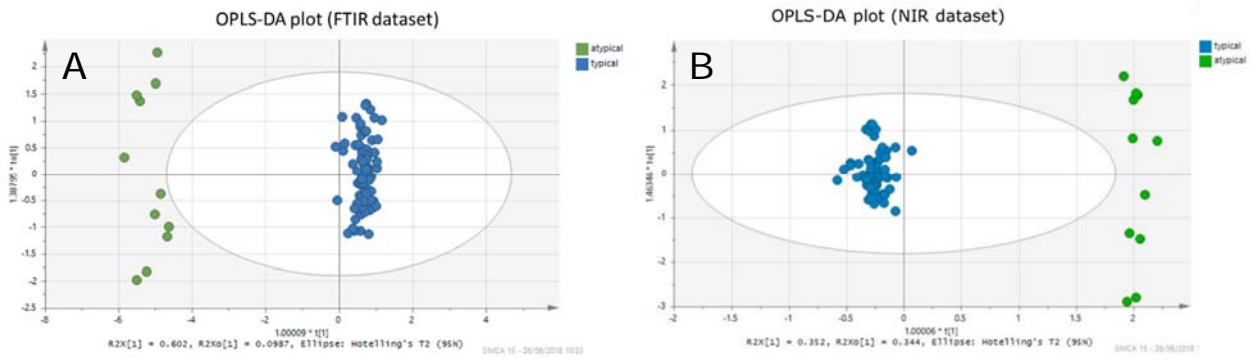 OPLS-DA plot (FTIR dataset)
A
atypical
typical
2
1.5
1
0.5
0
-0.5
-1
-1.5
-2
-2.5
-8 -6 -4 -2 0 2 4
1.38795 * to[1]
1.00009 * t[1]
R2X[1] = 0.602, R2Xo[1] = 0.0987, Ellipse: Hotelling's T2 (95%)
OPLS-DA plot (NIR dataset)
B
typical
atypical
2
1
0
-1
-2
-3
-2 -1.5 -1 -0.5 0 0.5 1 1.5 2
1.46346 * to[1]
1.00006 * t[1]
R2X[1] = 0.352, R2Xo[1] = 0.344, Ellipse: Hotelling's T2 (95%)